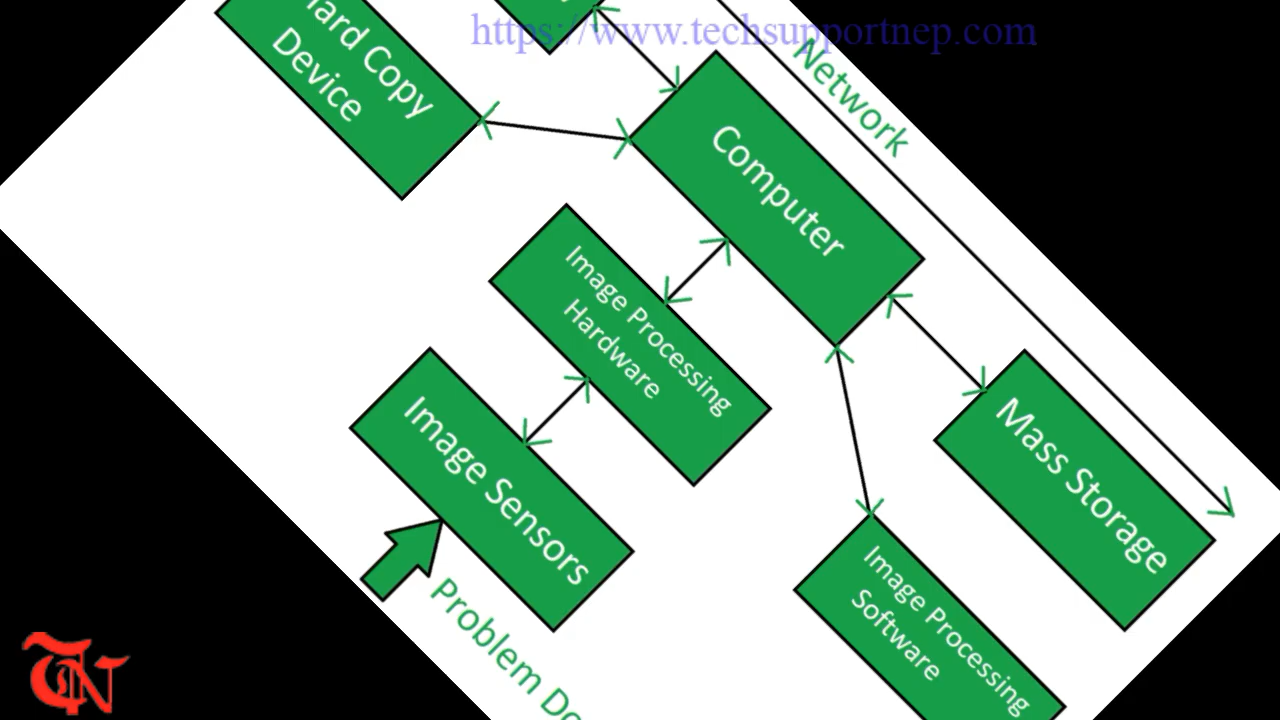 https://www.techsupportnep.com
Network
Hard Copy
Device
Computer
Image Processing
Hardware
Mass Storage
Image Sensors
Image Processing
Software
Problem
TN